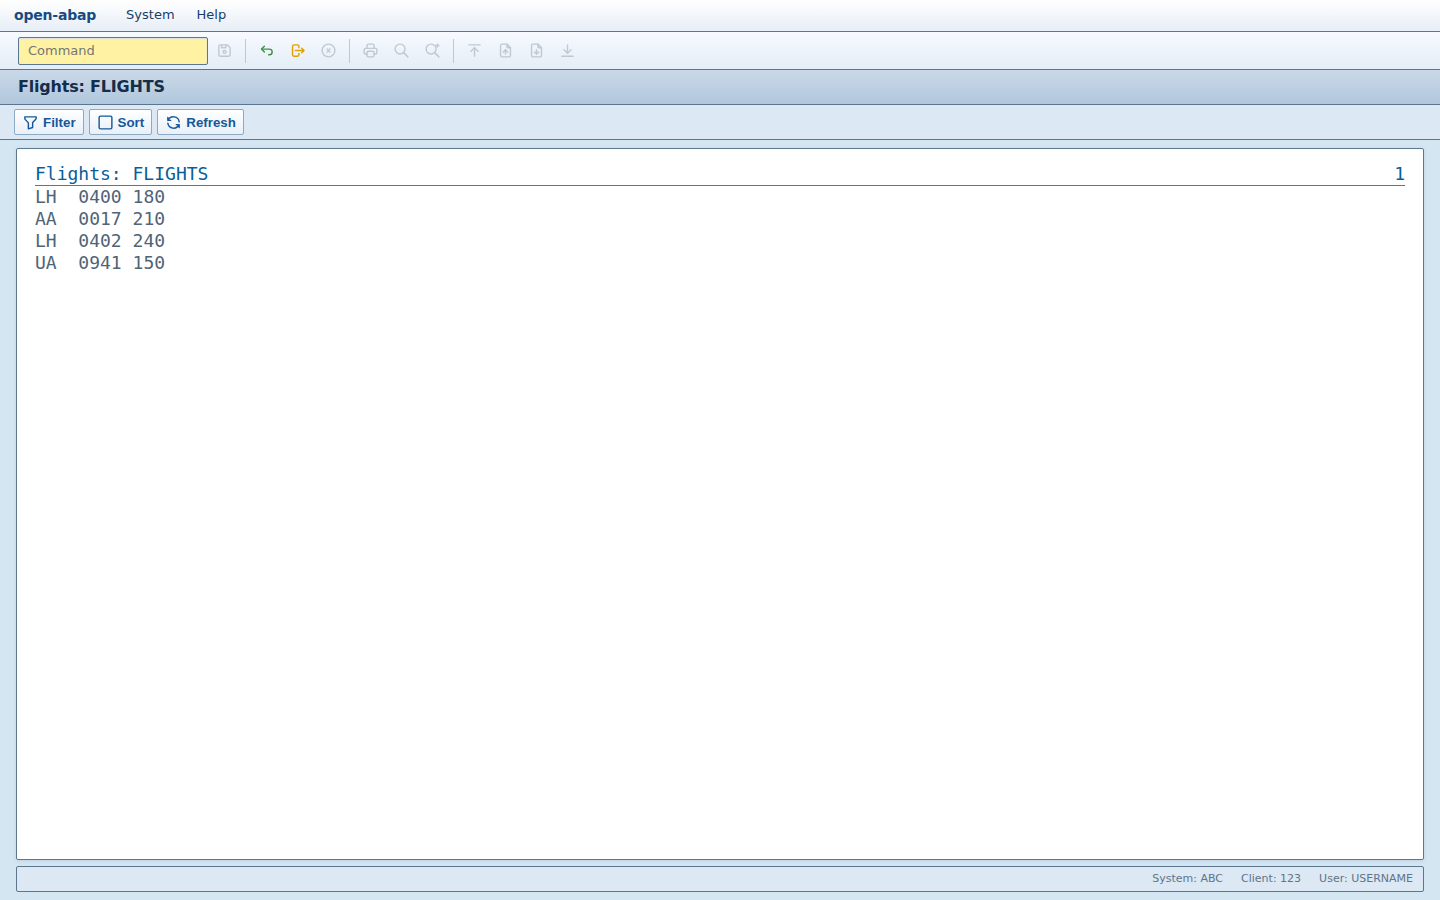 open-abap System Help
Command
Flights: FLIGHTS
Filter Sort Refresh
Flights: FLIGHTS 1
LH  0400 180
AA  0017 210
LH  0402 240
UA  0941 150
System: ABC Client: 123 User: USERNAME